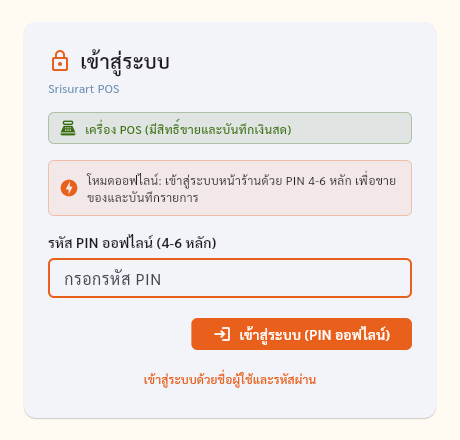 เข้าสู่ระบบ
Srisurart POS
เครื่อง POS (มีสิทธิ์ขายและบันทึกเงินสด)
โหมดออฟไลน์: เข้าสู่ระบบหน้าร้านด้วย PIN 4-6 หลัก เพื่อขาย
ของและบันทึกรายการ
รหัส PIN ออฟไลน์ (4-6 หลัก)
กรอกรหัส PIN
เข้าสู่ระบบ (PIN ออฟไลน์)
เข้าสู่ระบบด้วยชื่อผู้ใช้และรหัสผ่าน